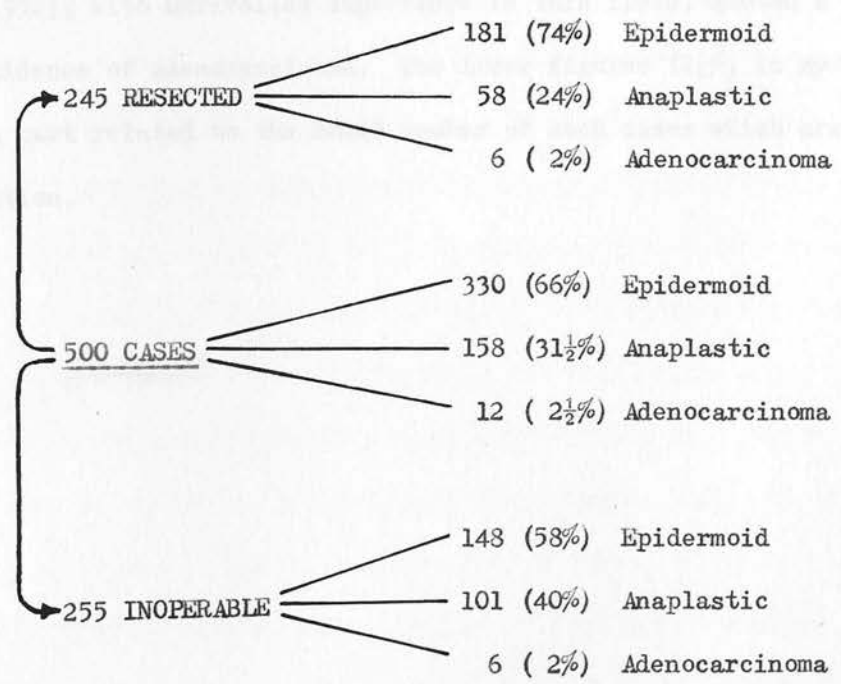 181 (74%) Epidermoid
245 RESECTED 58 (24%) Anaplastic
6 ( 2%) Adenocarcinoma
330 (66%) Epidermoid
500 CASES 158 (31½%) Anaplastic
12 ( 2½%) Adenocarcinoma
148 (58%) Epidermoid
255 INOPERABLE 101 (40%) Anaplastic
6 ( 2%) Adenocarcinoma